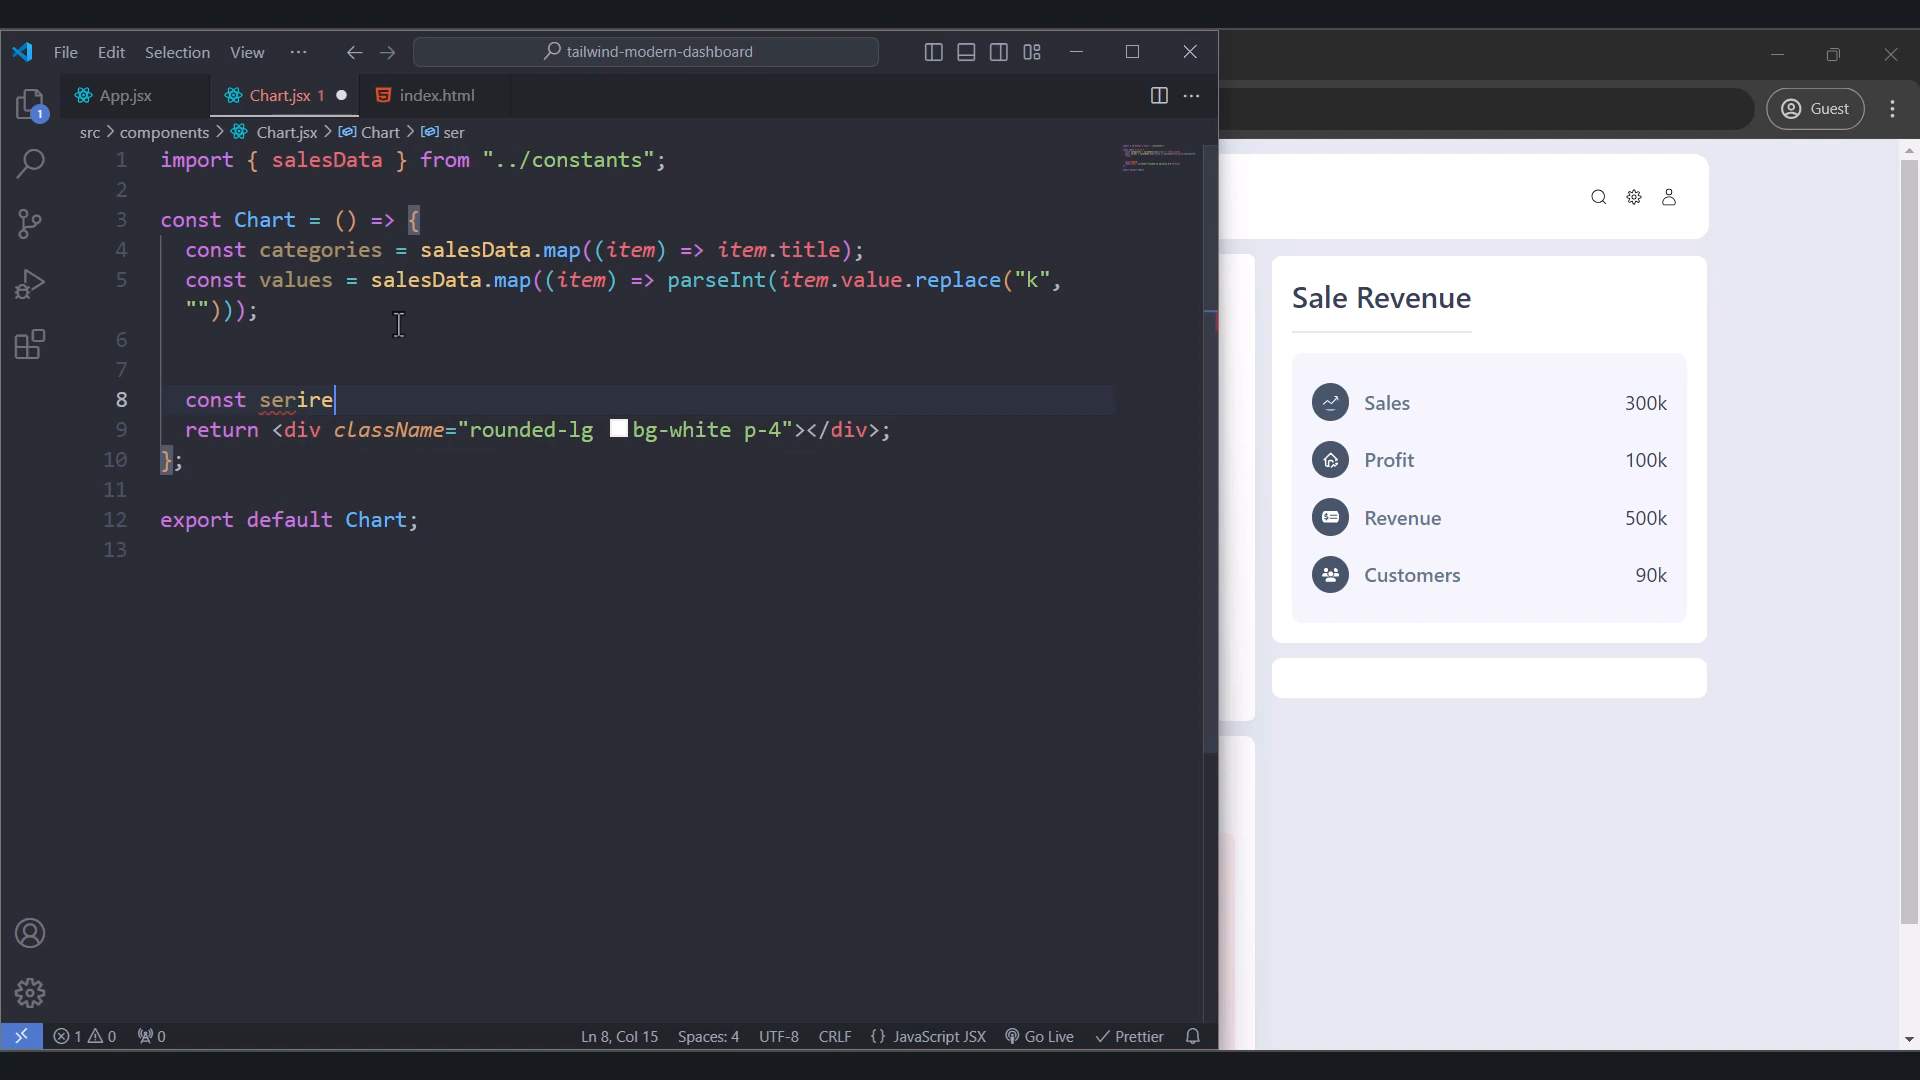 File Edit Selection View ··· tailwind-modern-dashboard
App.jsx Chart.jsx 1 index.html
src > components > Chart.jsx > Chart > ser
1 import { salesData } from "../constants";
2
3 const Chart = () => {
4 const categories = salesData.map((item) => item.title);
5 const values = salesData.map((item) => parseInt(item.value.replace("k",
"")));
6
7
8 const serire
9 return <div className="rounded-lg bg-white p-4"></div>;
10 };
11
12 export default Chart;
13
1
1 0 0 Ln 8, Col 15 Spaces: 4 UTF-8 CRLF {} JavaScript JSX Go Live Prettier
Guest
Sale Revenue
Sales 300k
Profit 100k
Revenue 500k
Customers 90k